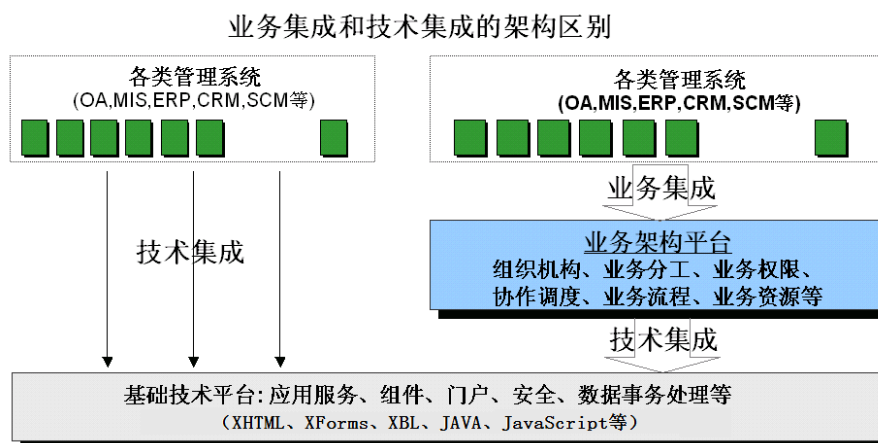 业务集成和技术集成的架构区别
各类管理系统
(OA,MIS,ERP,CRM,SCM等)
技术集成
各类管理系统
(OA,MIS,ERP,CRM,SCM等)
业务集成
业务架构平台
组织机构、业务分工、业务权限、
协作调度、业务流程、业务资源等
技术集成
基础技术平台:应用服务、组件、门户、安全、数据事务处理等
(XHTML、XForms、XBL、JAVA、JavaScript等)